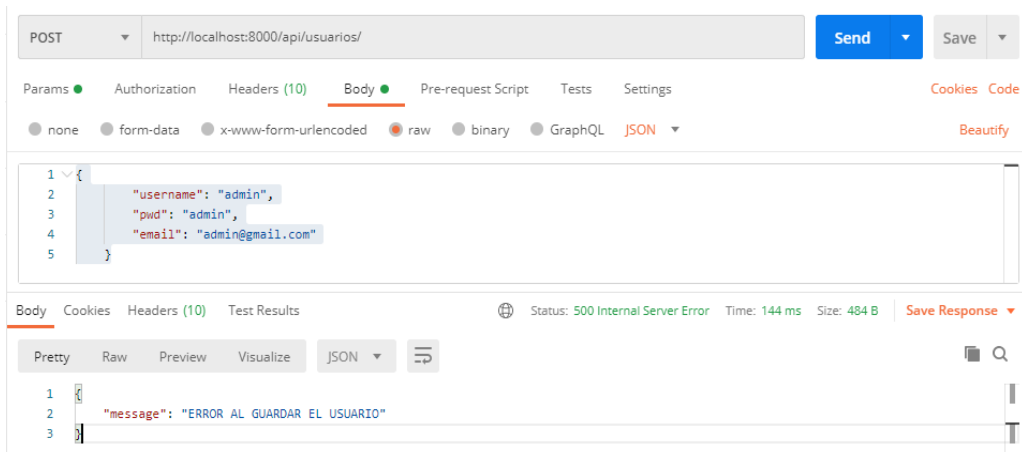 POST http://localhost:8000/api/usuarios/ Send Save
Params Authorization Headers (10) Body Pre-request Script Tests Settings Cookies Code
none form-data x-www-form-urlencoded raw binary GraphQL JSON Beautify
1 {
2 "username": "admin",
3 "pwd": "admin",
4 "email": "admin@gmail.com"
5 }
Body Cookies Headers (10) Test Results Status: 500 Internal Server Error Time: 144 ms Size: 484 B Save Response
Pretty Raw Preview Visualize JSON
1 {
2 "message": "ERROR AL GUARDAR EL USUARIO"
3 }